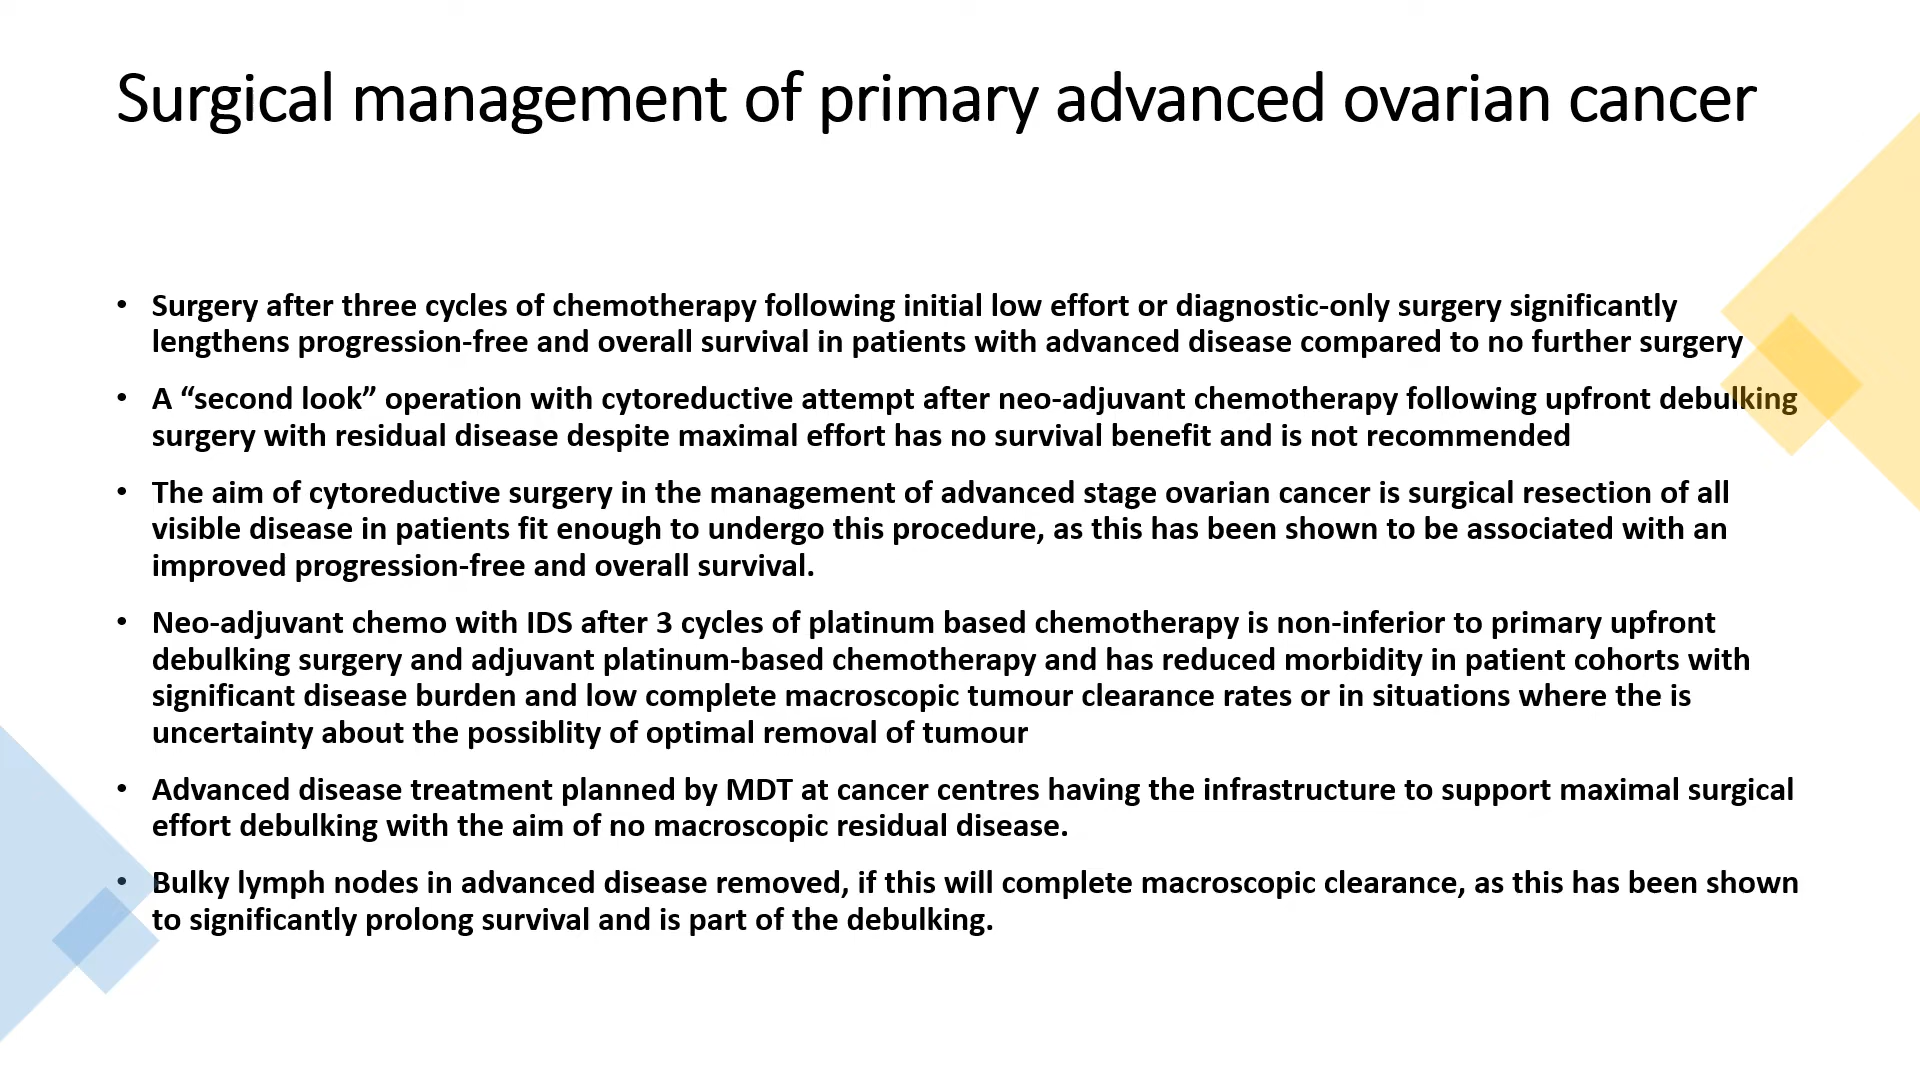 Surgical management of primary advanced ovarian cancer
• Surgery after three cycles of chemotherapy following initial low effort or diagnostic-only surgery significantly
lengthens progression-free and overall survival in patients with advanced disease compared to no further surgery
• A “second look” operation with cytoreductive attempt after neo-adjuvant chemotherapy following upfront debulking
surgery with residual disease despite maximal effort has no survival benefit and is not recommended
• The aim of cytoreductive surgery in the management of advanced stage ovarian cancer is surgical resection of all
visible disease in patients fit enough to undergo this procedure, as this has been shown to be associated with an
improved progression-free and overall survival.
• Neo-adjuvant chemo with IDS after 3 cycles of platinum based chemotherapy is non-inferior to primary upfront
debulking surgery and adjuvant platinum-based chemotherapy and has reduced morbidity in patient cohorts with
significant disease burden and low complete macroscopic tumour clearance rates or in situations where the is
uncertainty about the possiblity of optimal removal of tumour
• Advanced disease treatment planned by MDT at cancer centres having the infrastructure to support maximal surgical
effort debulking with the aim of no macroscopic residual disease.
• Bulky lymph nodes in advanced disease removed, if this will complete macroscopic clearance, as this has been shown
to significantly prolong survival and is part of the debulking.